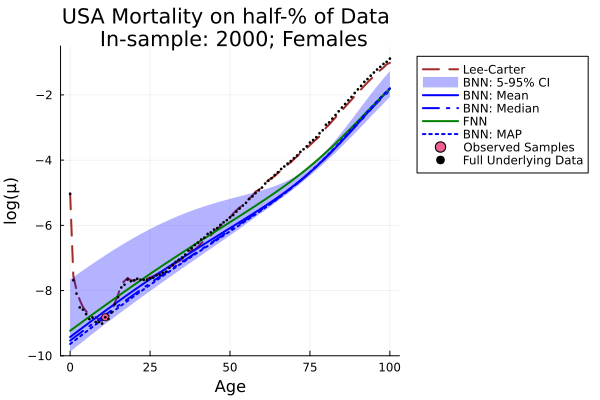 USA Mortality on half-% of Data
In-sample: 2000; Females
Lee-Carter
BNN: 5-95% CI
BNN: Mean
BNN: Median
FNN
BNN: MAP
Observed Samples
Full Underlying Data
log(μ)
−2
−4
−6
−8
−10
0
25
50
75
100
Age